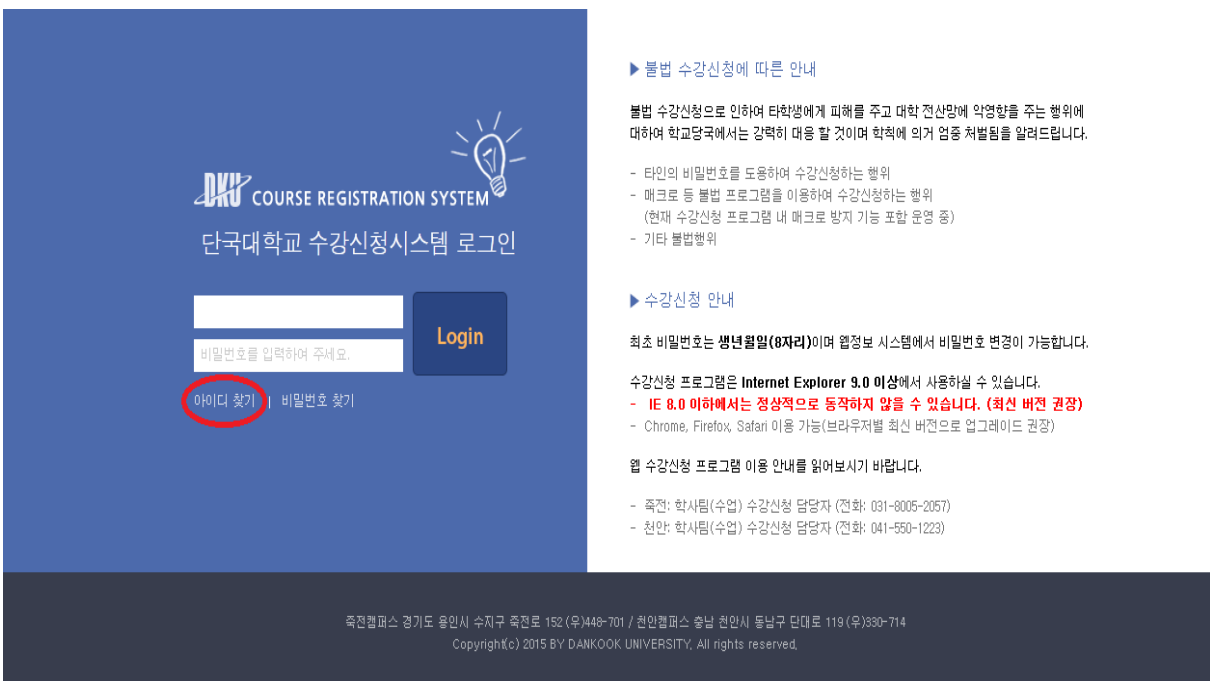 DKU COURSE REGISTRATION SYSTEM
단국대학교 수강신청시스템 로그인
Login
비밀번호를 입력하여 주세요.
아이디 찾기 | 비밀번호 찾기
▶ 불법 수강신청에 따른 안내
불법 수강신청으로 인하여 타학생에게 피해를 주고 대학 전산망에 악영향을 주는 행위에
대하여 학교당국에서는 강력히 대응 할 것이며 학칙에 의거 엄중 처벌됨을 알려드립니다.
- 타인의 비밀번호를 도용하여 수강신청하는 행위
- 매크로 등 불법 프로그램을 이용하여 수강신청하는 행위
(현재 수강신청 프로그램 내 매크로 방지 기능 포함 운영 중)
- 기타 불법행위
▶ 수강신청 안내
최초 비밀번호는 생년월일(8자리)이며 웹정보 시스템에서 비밀번호 변경이 가능합니다.
수강신청 프로그램은 Internet Explorer 9.0 이상에서 사용하실 수 있습니다.
- IE 8.0 이하에서는 정상적으로 동작하지 않을 수 있습니다. (최신 버전 권장)
- Chrome, Firefox, Safari 이용 가능(브라우저별 최신 버전으로 업그레이드 권장)
웹 수강신청 프로그램 이용 안내를 읽어보시기 바랍니다.
- 죽전: 학사팀(수업) 수강신청 담당자 (전화: 031-8005-2057)
- 천안: 학사팀(수업) 수강신청 담당자 (전화: 041-550-1223)
죽전캠퍼스 경기도 용인시 수지구 죽전로 152 (우)448-701 / 천안캠퍼스 충남 천안시 동남구 단대로 119 (우)330-714
Copyright(c) 2015 BY DANKOOK UNIVERSITY, All rights reserved,